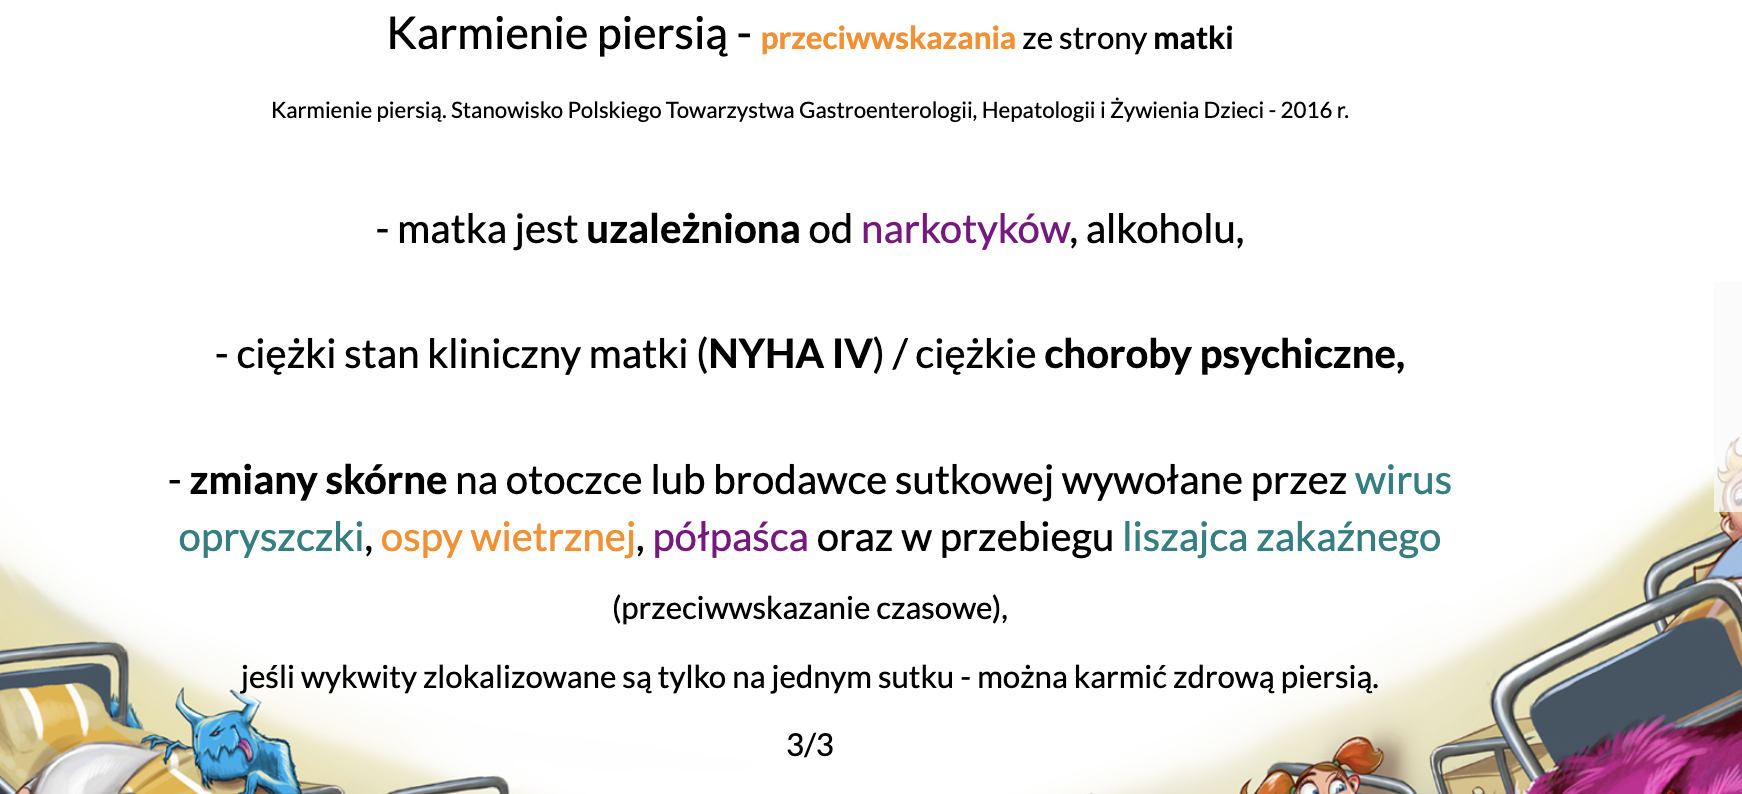 Karmienie piersią - przeciwwskazania ze strony matki
Karmienie piersią. Stanowisko Polskiego Towarzystwa Gastroenterologii, Hepatologii i Żywienia Dzieci - 2016 r.
- matka jest uzależniona od narkotyków, alkoholu,
- ciężki stan kliniczny matki (NYHA IV) / ciężkie choroby psychiczne,
- zmiany skórne na otoczce lub brodawce sutkowej wywołane przez wirus
opryszczki, ospy wietrznej, półpaśca oraz w przebiegu liszajca zakaźnego
(przeciwwskazanie czasowe),
jeśli wykwity zlokalizowane są tylko na jednym sutku - można karmić zdrową piersią.
3/3